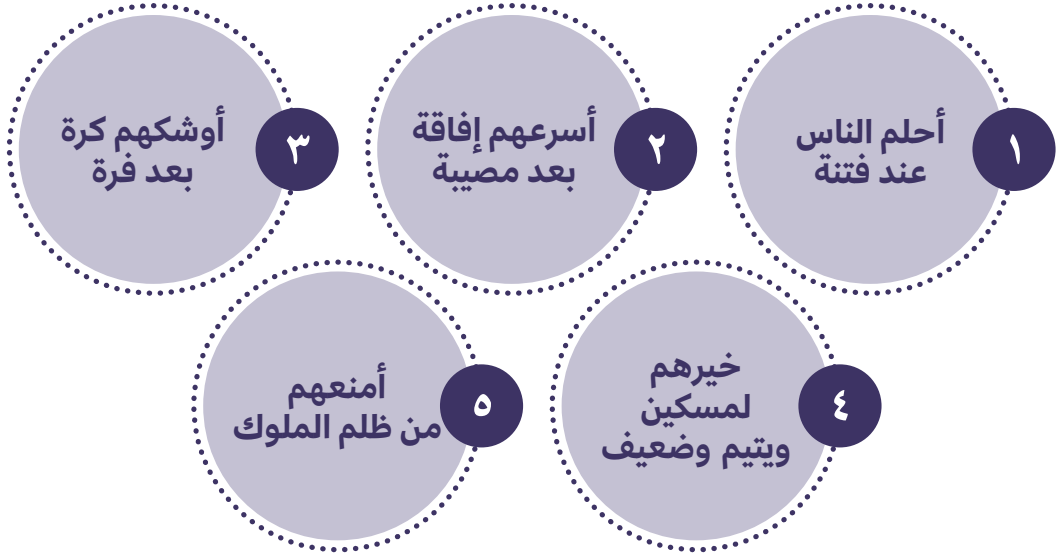 ١
أحلم الناس
عند فتنة
٢
أسرعهم إفاقة
بعد مصيبة
٣
أوشكهم كرة
بعد فرة
٤
خيرهم
لمسكين
ويتيم وضعيف
٥
أمنعهم
من ظلم الملوك